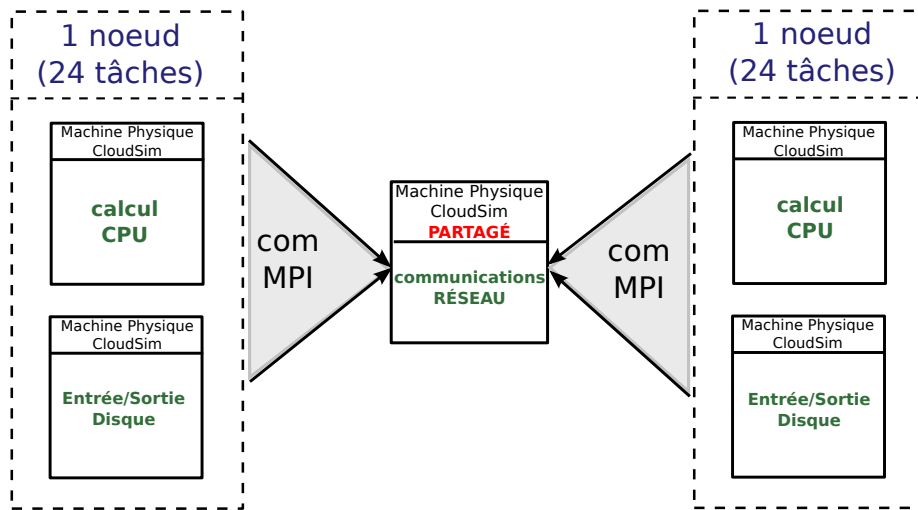 1 noeud
(24 tâches)
Machine Physique
CloudSim
calcul
CPU
Machine Physique
CloudSim
Entrée/Sortie
Disque
com
MPI
Machine Physique
CloudSim
PARTAGÉ
communications
RÉSEAU
com
MPI
1 noeud
(24 tâches)
Machine Physique
CloudSim
calcul
CPU
Machine Physique
CloudSim
Entrée/Sortie
Disque